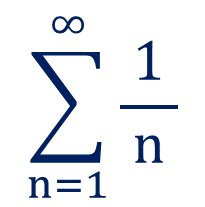 ∞
∑ 1/n
n=1